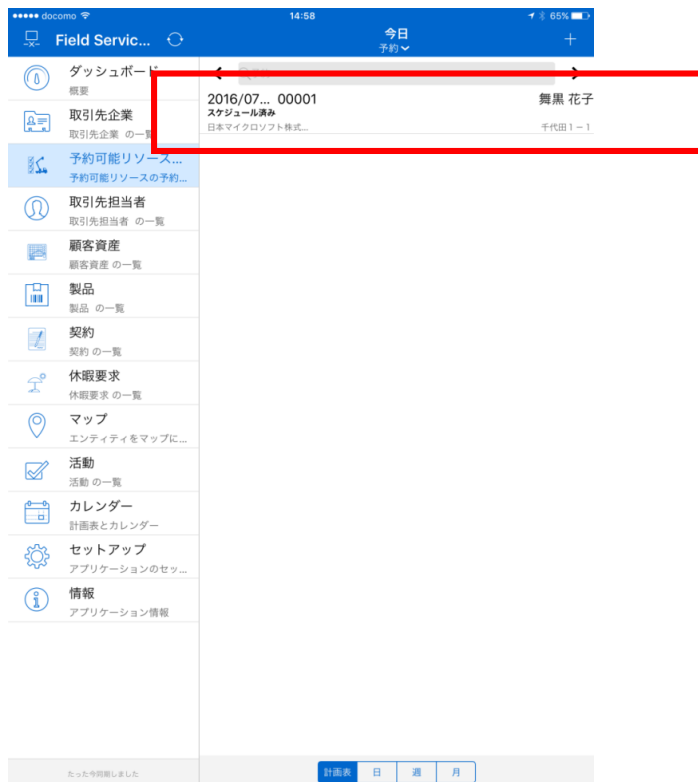 docomo
14:58
65%
Field Servic...
今日
予約
ダッシュボード
概要
取引先企業
取引先企業 の一覧
予約可能リソース...
予約可能リソースの予約...
取引先担当者
取引先担当者 の一覧
顧客資産
顧客資産 の一覧
製品
製品 の一覧
契約
契約 の一覧
休暇要求
休暇要求 の一覧
マップ
エンティティをマップに...
活動
活動 の一覧
カレンダー
計画表とカレンダー
セットアップ
アプリケーションのセッ...
情報
アプリケーション情報
たった今同期しました
2016/07... 00001
舞黒 花子
スケジュール済み
日本マイクロソフト株式...
千代田1-1
計画表
日
週
月